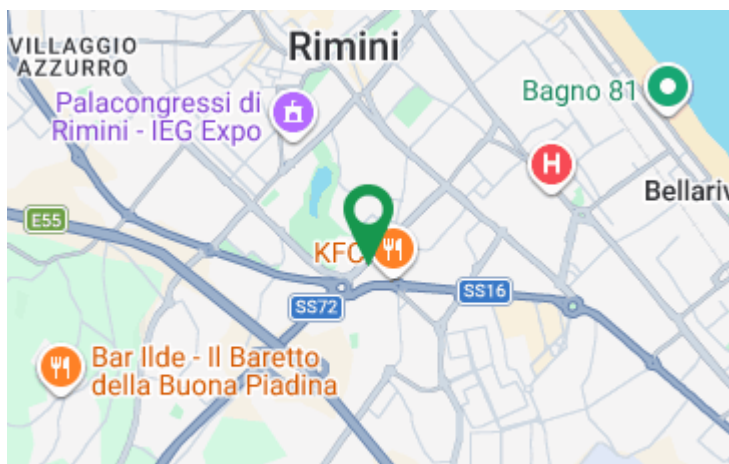 VILLAGGIO
AZZURRO
Rimini
Palacongressi di
Rimini - IEG Expo
Bagno 81
H
Bellariv
E55
KFC
SS72
SS16
Bar Ilde - Il Baretto
della Buona Piadina